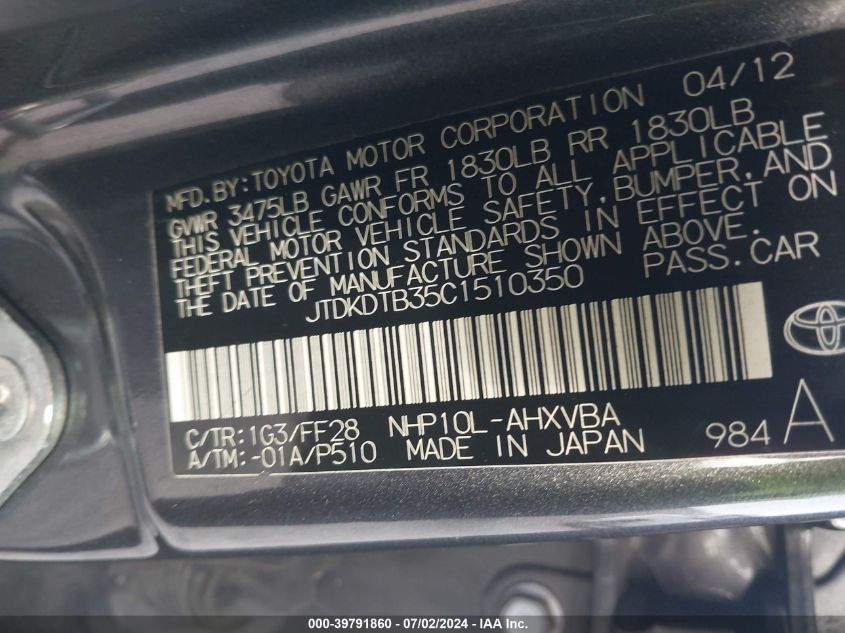 MFD.BY:TOYOTA MOTOR CORPORATION 04/12
GVWR 3475LB GAWR FR 1830LB RR 1830LB
THIS VEHICLE CONFORMS TO ALL APPLICABLE
FEDERAL MOTOR VEHICLE SAFETY,BUMPER,AND
THEFT PREVENTION STANDARDS IN EFFECT ON
THE DATE OF MANUFACTURE SHOWN ABOVE.
JTDKDTB35C1510350 PASS.CAR
C/TR:1G3/FF28 NHP10L-AHXVBA
A/TM:-01A/P510 MADE IN JAPAN 984 A
000-39791860 - 07/02/2024 - IAA Inc.